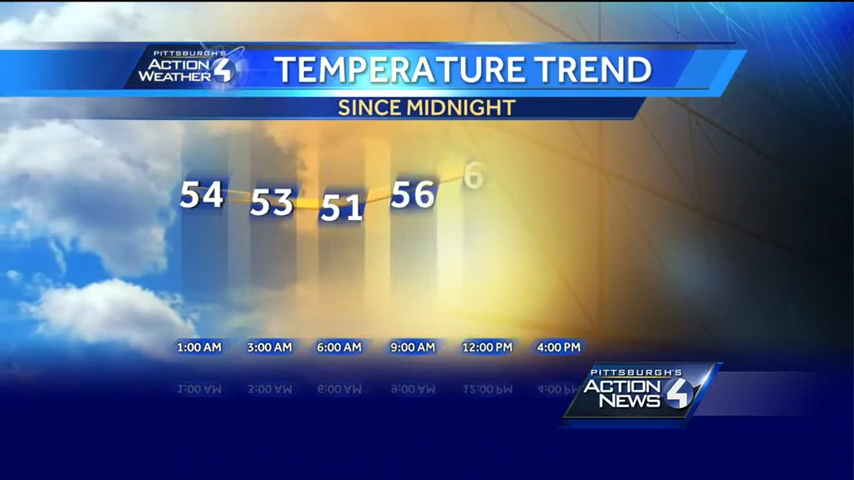 PITTSBURGH'S
ACTION
WEATHER 4
TEMPERATURE TREND
SINCE MIDNIGHT
54 53 51 56
1:00 AM 3:00 AM 6:00 AM 9:00 AM 12:00 PM 4:00 PM
PITTSBURGH'S
ACTION
NEWS 4